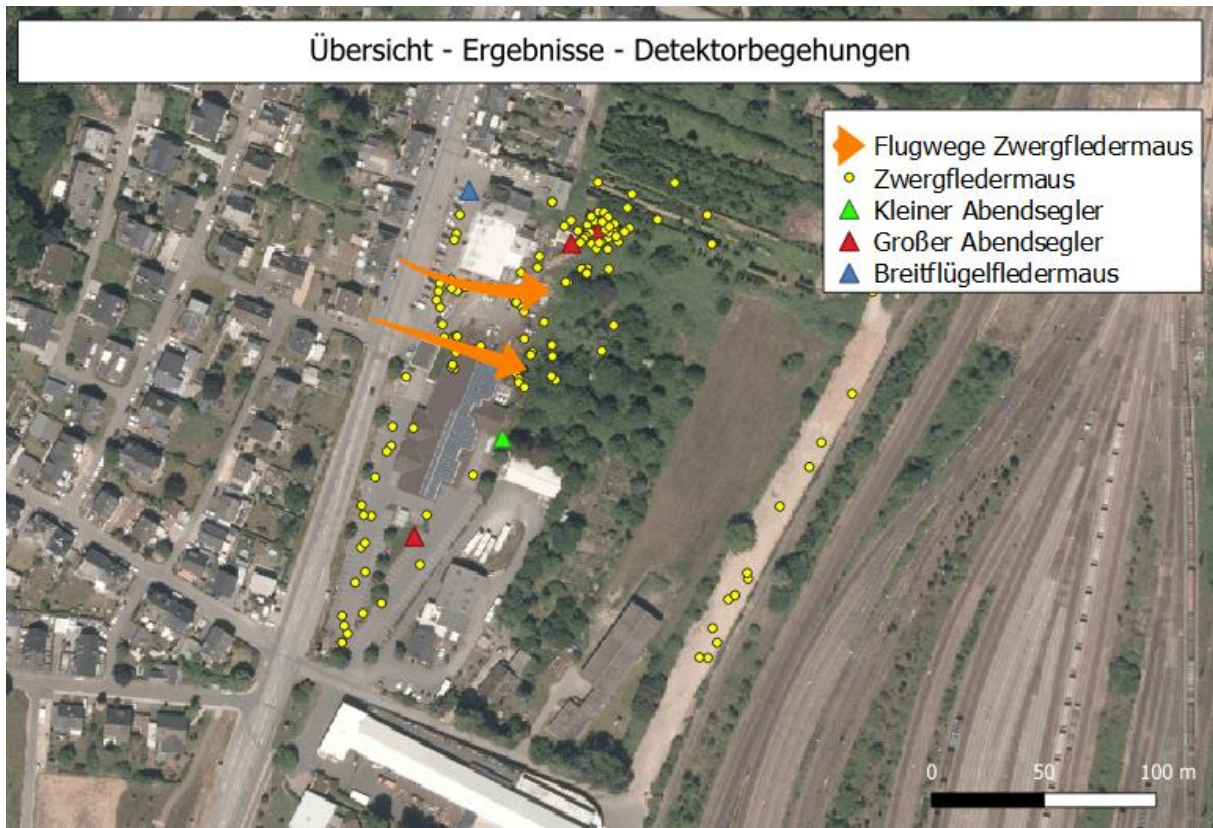 Übersicht - Ergebnisse - Detektorbegehungen
Flugwege Zwergfledermaus
Zwergfledermaus
Kleiner Abendsegler
Großer Abendsegler
Breitflügelfledermaus
0 50 100 m